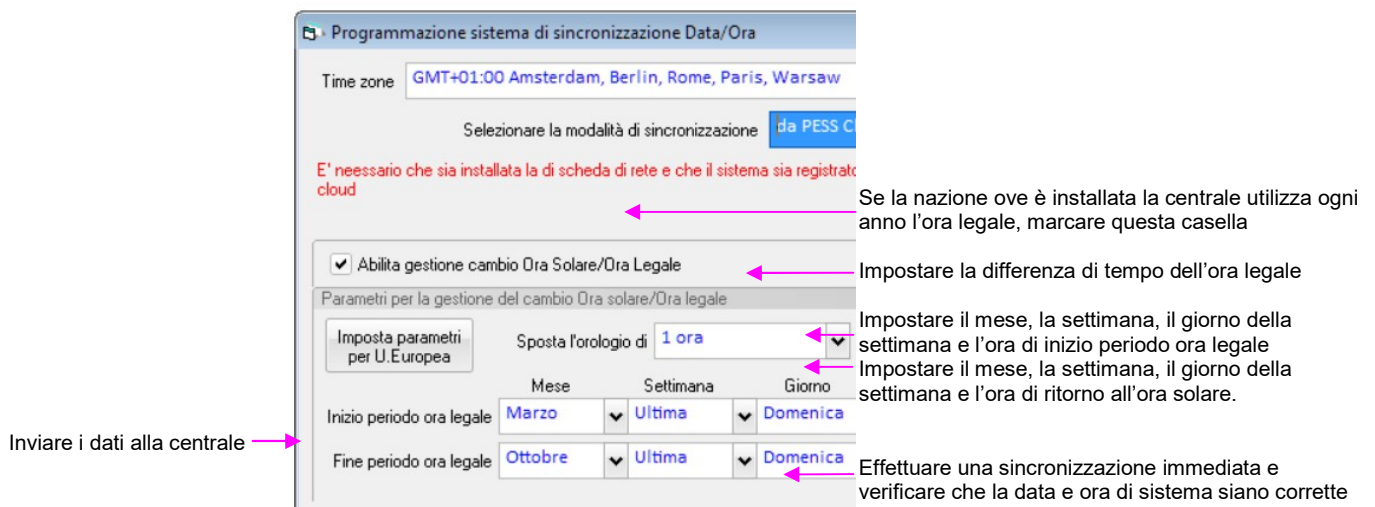 Programmazione sistema di sincronizzazione Data/Ora
Time zone GMT+01:00 Amsterdam, Berlin, Rome, Paris, Warsaw
Selezionare la modalità di sincronizzazione da PESS
E' neessario che sia installata la di scheda di rete e che il sistema sia
cloud
Se la nazione ove è installata la centrale utilizza ogni
anno l'ora legale, marcare questa casella
Abilita gestione cambio Ora Solare/Ora Legale
Impostare la differenza di tempo dell'ora legale
Parametri per la gestione del cambio Ora solare/Ora legale
Imposta parametri
per U.Europea
Sposta l'orologio di 1 ora
Impostare il mese, la settimana, il giorno della
settimana e l'ora di inizio periodo ora legale
Impostare il mese, la settimana, il giorno della
settimana e l'ora di ritorno all'ora solare.
Mese Settimana Giorno
Inizio periodo ora legale Marzo Ultima Domenica
Inviare i dati alla centrale
Fine periodo ora legale Ottobre Ultima Domenica
Effettuare una sincronizzazione immediata e
verificare che la data e ora di sistema siano corrette